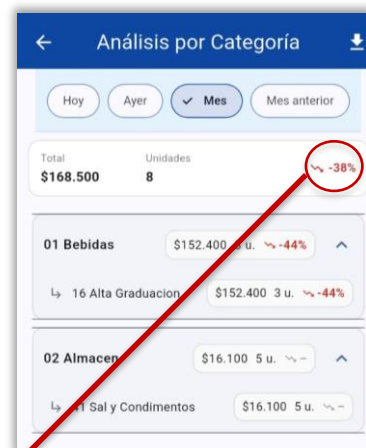 Análisis por Categoría
Hoy Ayer Mes Mes anterior
Total Unidades
$168.500 8 -38%
01 Bebidas $152.400 3 u. -44%
16 Alta Graduacion $152.400 3 u. -44%
02 Almacen $16.100 5 u. –
Sal y Condimentos $16.100 5 u. –